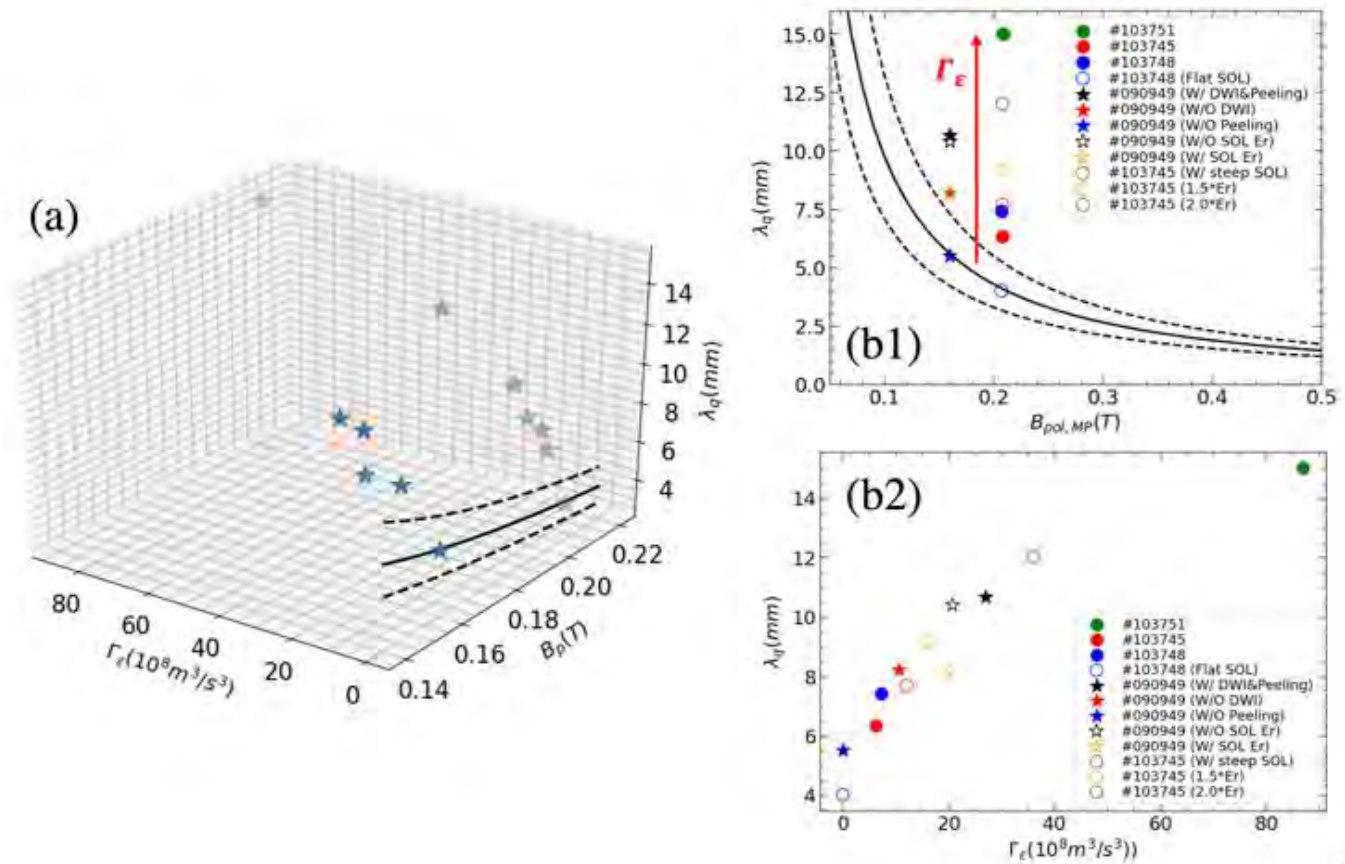 (a)
14
12
10
8
6
4
λq(mm)
80
60
40
20
0
Γε(10⁸m³/s³)
0.14
0.16
0.18
0.20
0.22
Bp(T)
15.0
12.5
10.0
7.5
5.0
2.5
0.0
λq(mm)
Γε
#103751
#103745
#103748
#103748 (Flat SOL)
#090949 (W/ DWI&Peeling)
#090949 (W/O DWI)
#090949 (W/O Peeling)
#090949 (W/O SOL Er)
#090949 (W/ SOL Er)
#103745 (W/ steep SOL)
#103745 (1.5*Er)
#103745 (2.0*Er)
(b1)
0.1 0.2 0.3 0.4 0.5
Bpol, MP(T)
(b2)
14
12
10
8
6
4
λq(mm)
#103751
#103745
#103748
#103748 (Flat SOL)
#090949 (W/ DWI&Peeling)
#090949 (W/O DWI)
#090949 (W/O Peeling)
#090949 (W/O SOL Er)
#090949 (W/ SOL Er)
#103745 (W/ steep SOL)
#103745 (1.5*Er)
#103745 (2.0*Er)
0 20 40 60 80
Γε(10⁸m³/s³))